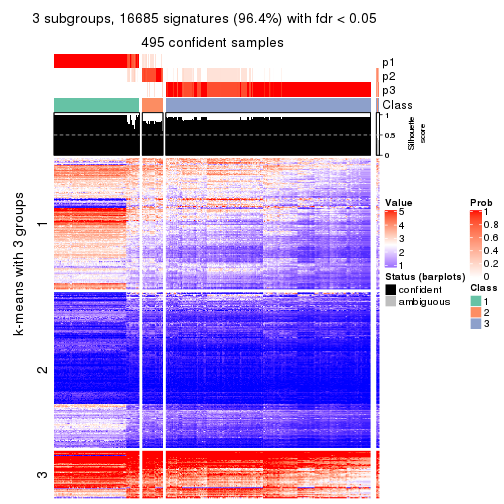 3 subgroups, 16685 signatures (96.4%) with fdr < 0.05
495 confident samples
p1
p2
p3
Class
1
0.5
0
Silhouette
score
k-means with 3 groups
1
2
3
Value
5
4
3
2
1
Status (barplots)
confident
ambiguous
Prob
1
0.8
0.6
0.4
0.2
0
Class
1
2
3